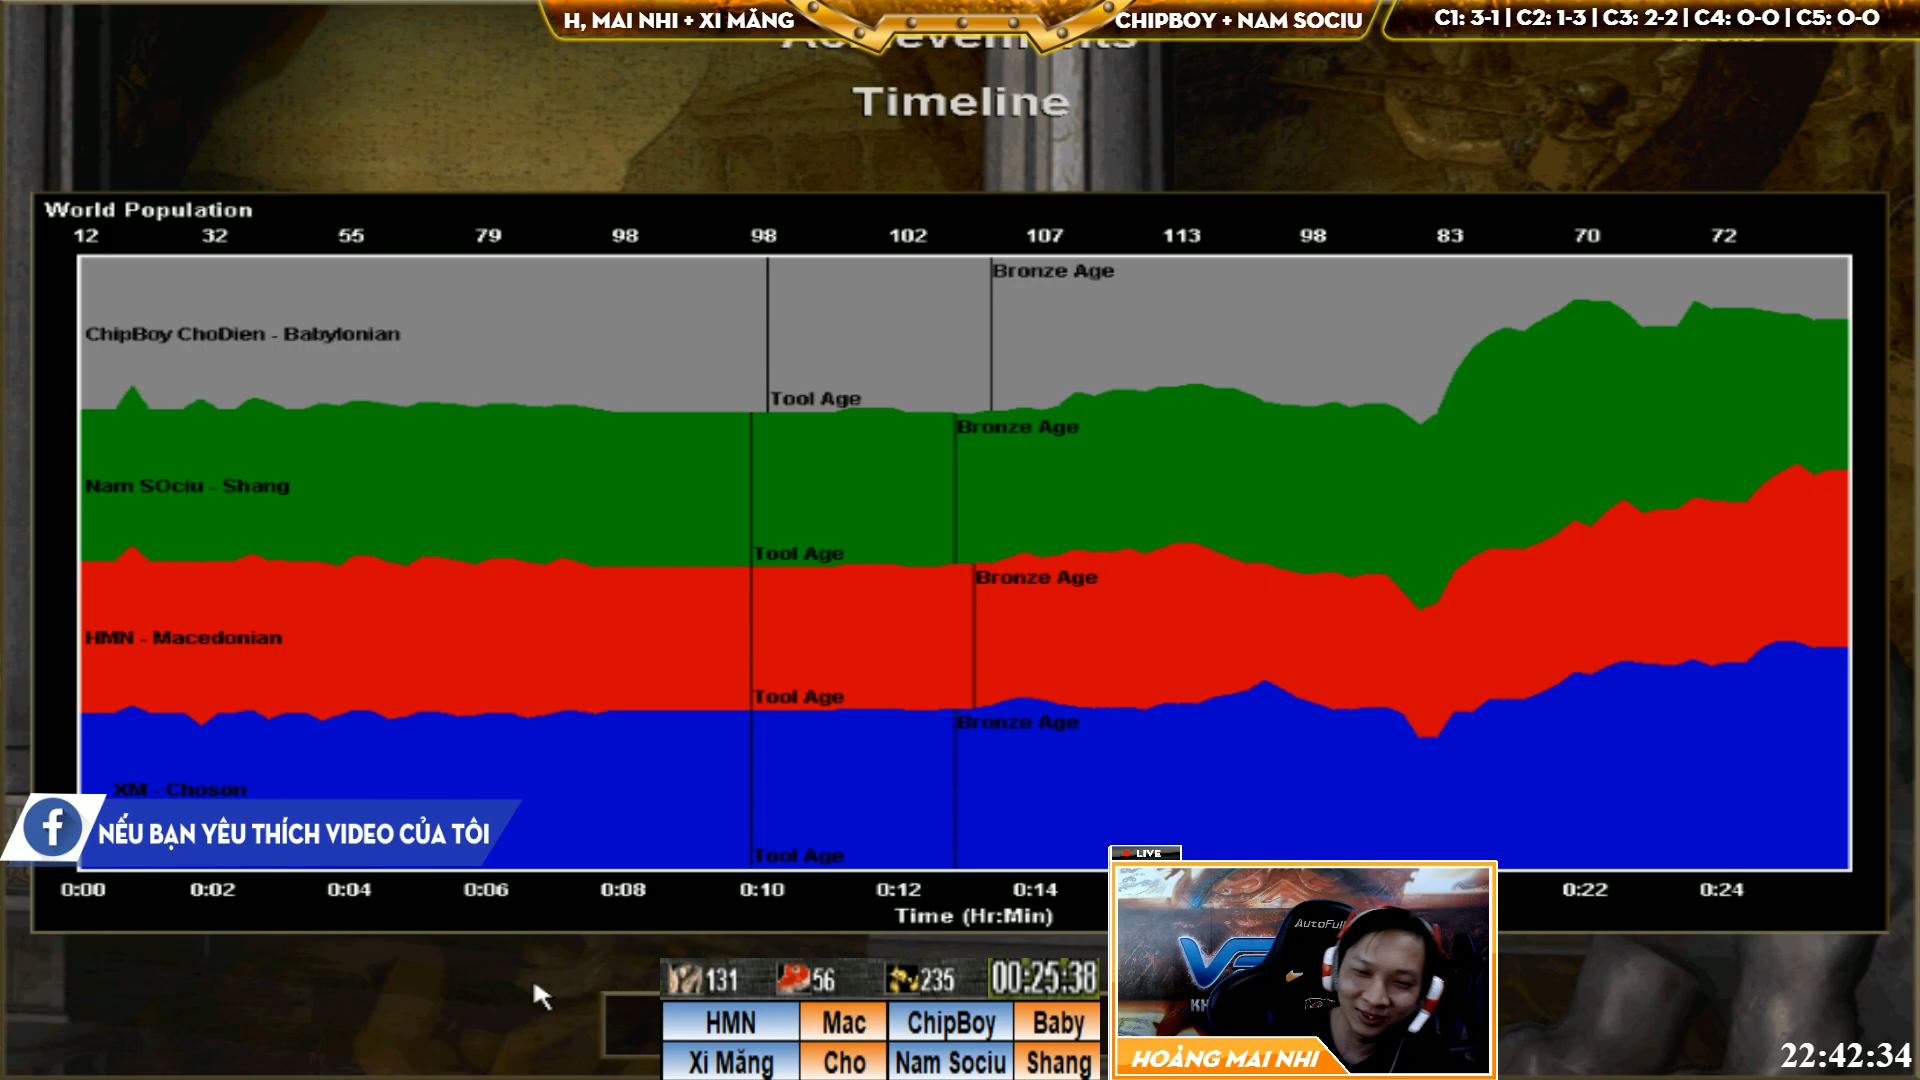 H, MAI NHI + XI MĂNG
CHIPBOY + NAM SOCIU
C1: 3-1 | C2: 1-3 | C3: 2-2 | C4: 0-0 | C5: 0-0
Achievements
Timeline
World Population
12 32 55 79 98 98 102 107 113 98 83 70 72
Bronze Age
ChipBoy ChoDien - Babylonian
Tool Age
Bronze Age
Nam SOciu - Shang
Tool Age
Bronze Age
HMN - Macedonian
Tool Age
Bronze Age
XM - Choson
NẾU BẠN YÊU THÍCH VIDEO CỦA TÔI
Tool Age
LIVE
0:00 0:02 0:04 0:06 0:08 0:10 0:12 0:14 0:22 0:24
Time (Hr:Min)
AutoFull
131 56 235 00:25:38
HMN Mac ChipBoy Baby
Xi Măng Cho Nam Sociu Shang
HOÀNG MAI NHI
22:42:34